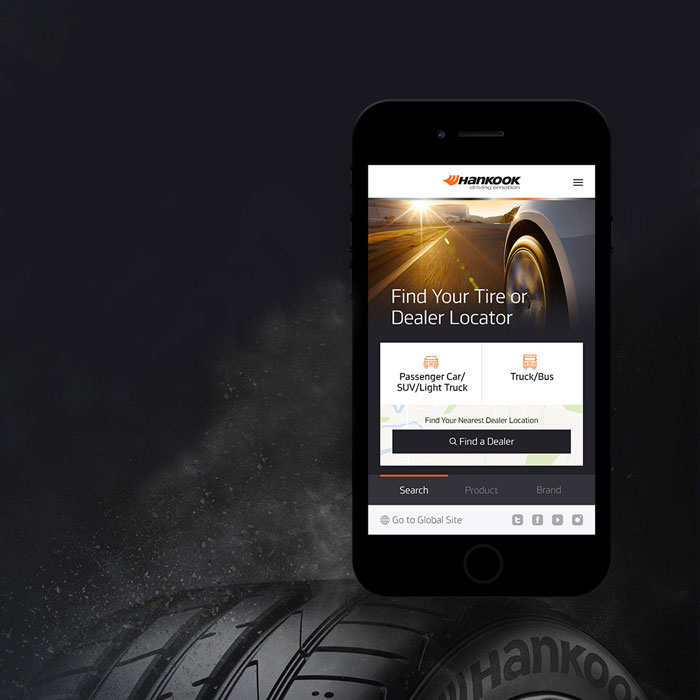 HANKOOK
driving emotion
Find Your Tire or
Dealer Locator
Passenger Car/
SUV/Light Truck
Truck/Bus
Find Your Nearest Dealer Location
Find a Dealer
Search Product Brand
Go to Global Site
Hankook